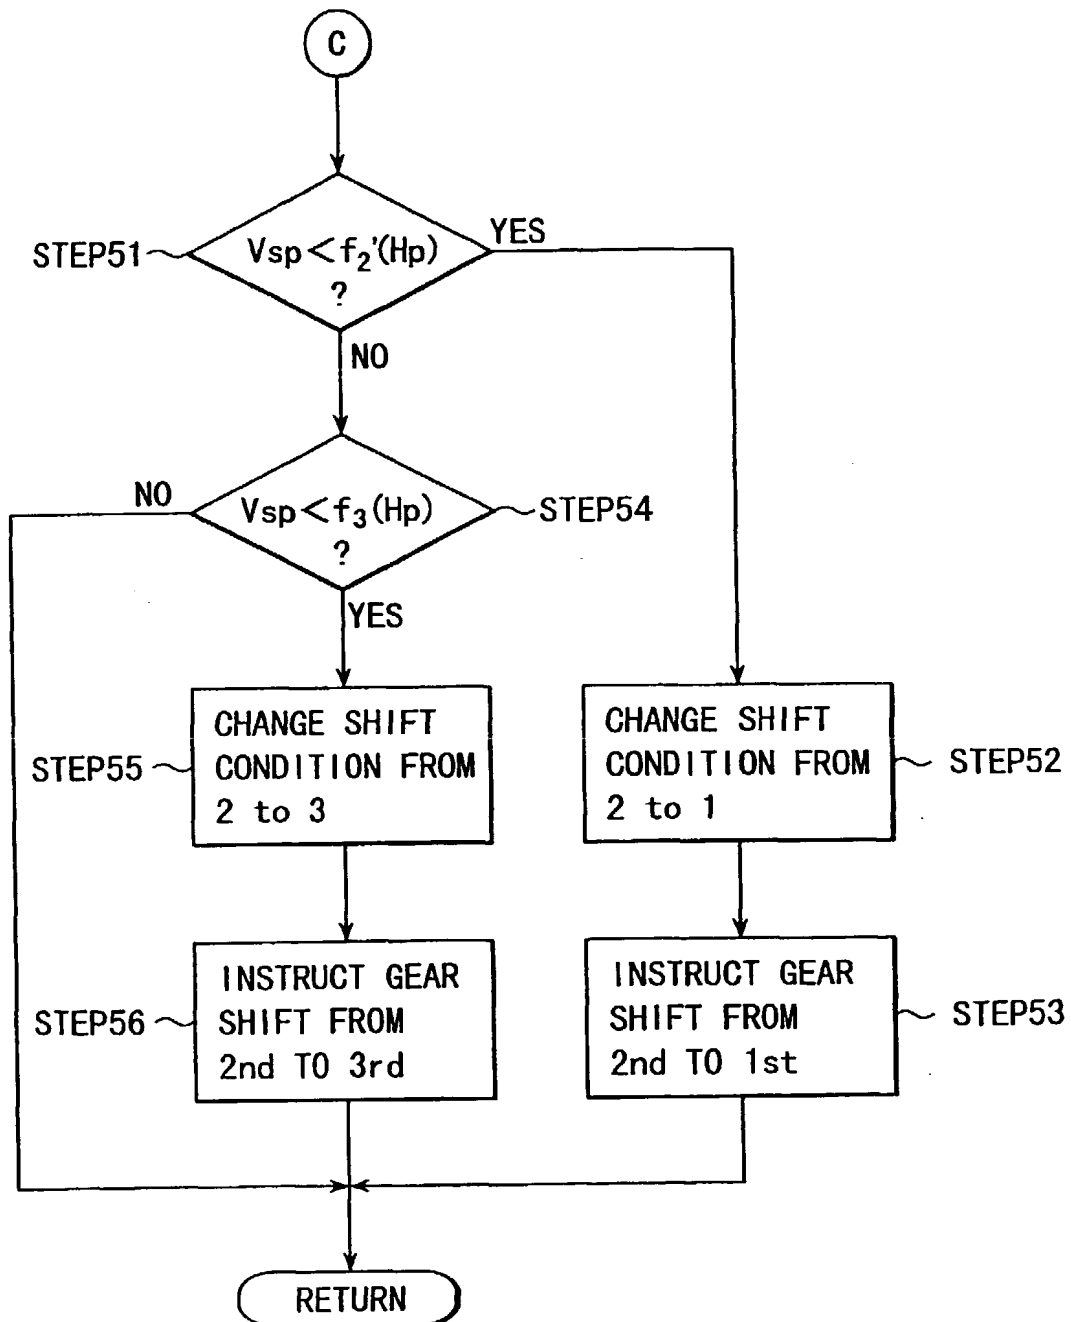 C
STEP51
Vsp<f2'(Hp)
?
YES
NO
NO
Vsp<f3(Hp)
?
STEP54
YES
STEP55
CHANGE SHIFT
CONDITION FROM
2 to 3
CHANGE SHIFT
CONDITION FROM
2 to 1
STEP52
STEP56
INSTRUCT GEAR
SHIFT FROM
2nd TO 3rd
INSTRUCT GEAR
SHIFT FROM
2nd TO 1st
STEP53
RETURN